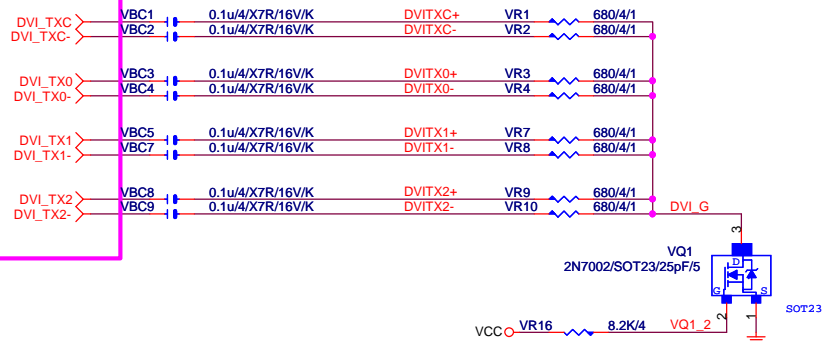 DVI_TXC VBC1 0.1u/4/X7R/16V/K DVITXC+ VR1 680/4/1
DVI_TXC- VBC2 0.1u/4/X7R/16V/K DVITXC- VR2 680/4/1
DVI_TX0 VBC3 0.1u/4/X7R/16V/K DVITX0+ VR3 680/4/1
DVI_TX0- VBC4 0.1u/4/X7R/16V/K DVITX0- VR4 680/4/1
DVI_TX1 VBC5 0.1u/4/X7R/16V/K DVITX1+ VR7 680/4/1
DVI_TX1- VBC7 0.1u/4/X7R/16V/K DVITX1- VR8 680/4/1
DVI_TX2 VBC8 0.1u/4/X7R/16V/K DVITX2+ VR9 680/4/1
DVI_TX2- VBC9 0.1u/4/X7R/16V/K DVITX2- VR10 680/4/1
DVI_G
3
VQ1
2N7002/SOT23/25pF/5
D
G S
SOT23
2 1
VCC VR16 8.2K/4 VQ1_2